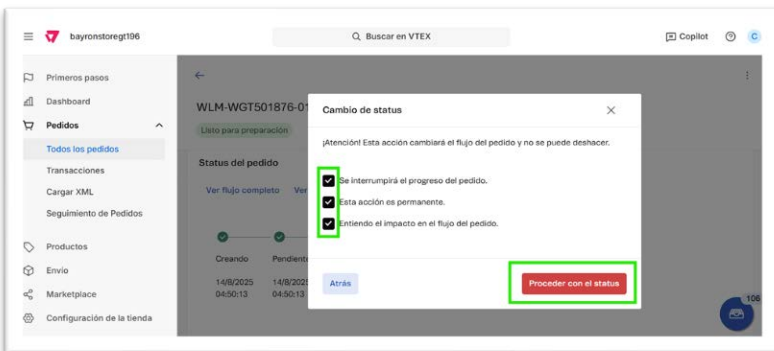 bayronstoregt196
Buscar en VTEX
Copilot
C
Primeros pasos
Dashboard
Pedidos
Todos los pedidos
Transacciones
Cargar XML
Seguimiento de Pedidos
Productos
Envío
Marketplace
Configuración de la tienda
WLM-WGT501876-01
Listo para preparación
Status del pedido
Ver flujo completo Ver
Creando Pendiente
14/8/2025 14/8/2025
04:50:13 04:50:13
Cambio de status
¡Atención! Esta acción cambiará el flujo del pedido y no se puede deshacer.
Se interrumpirá el progreso del pedido.
Esta acción es permanente.
Entiendo el impacto en el flujo del pedido.
Atrás
Proceder con el status
106